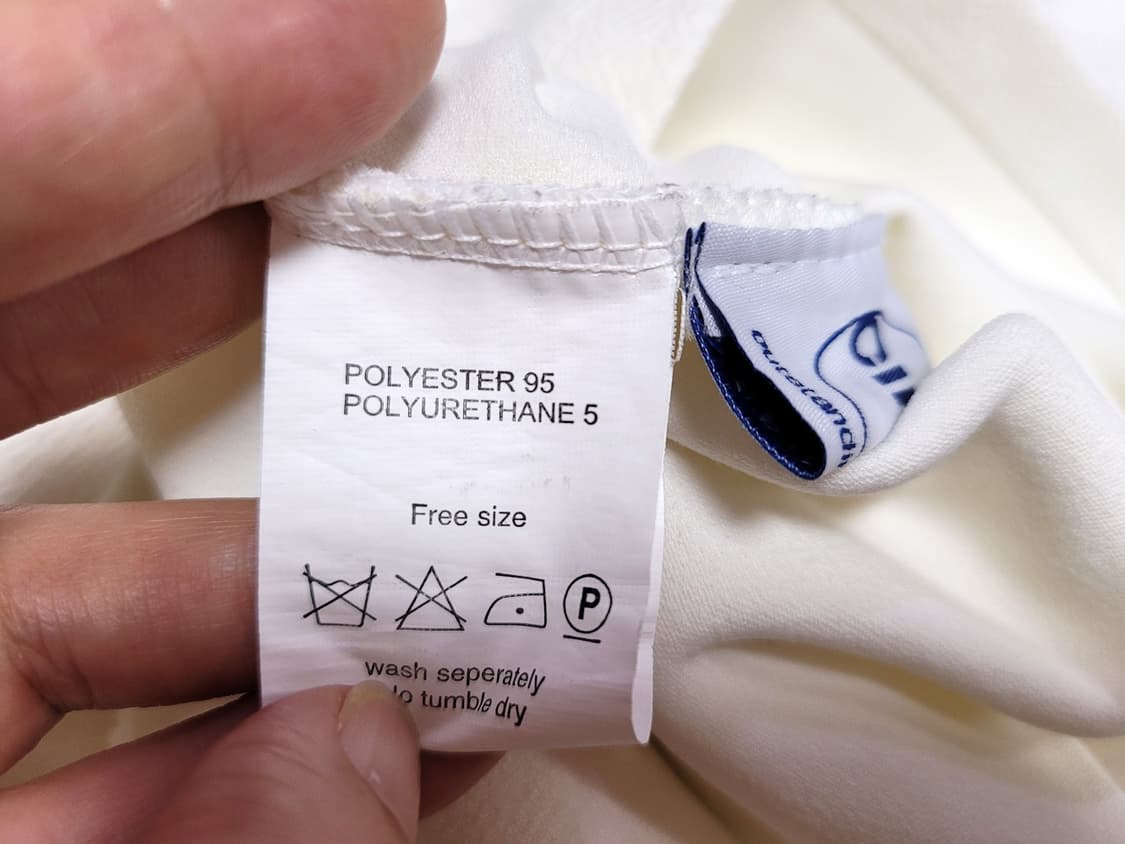 POLYESTER 95
POLYURETHANE 5
Free size
P
wash seperately
tumble dry